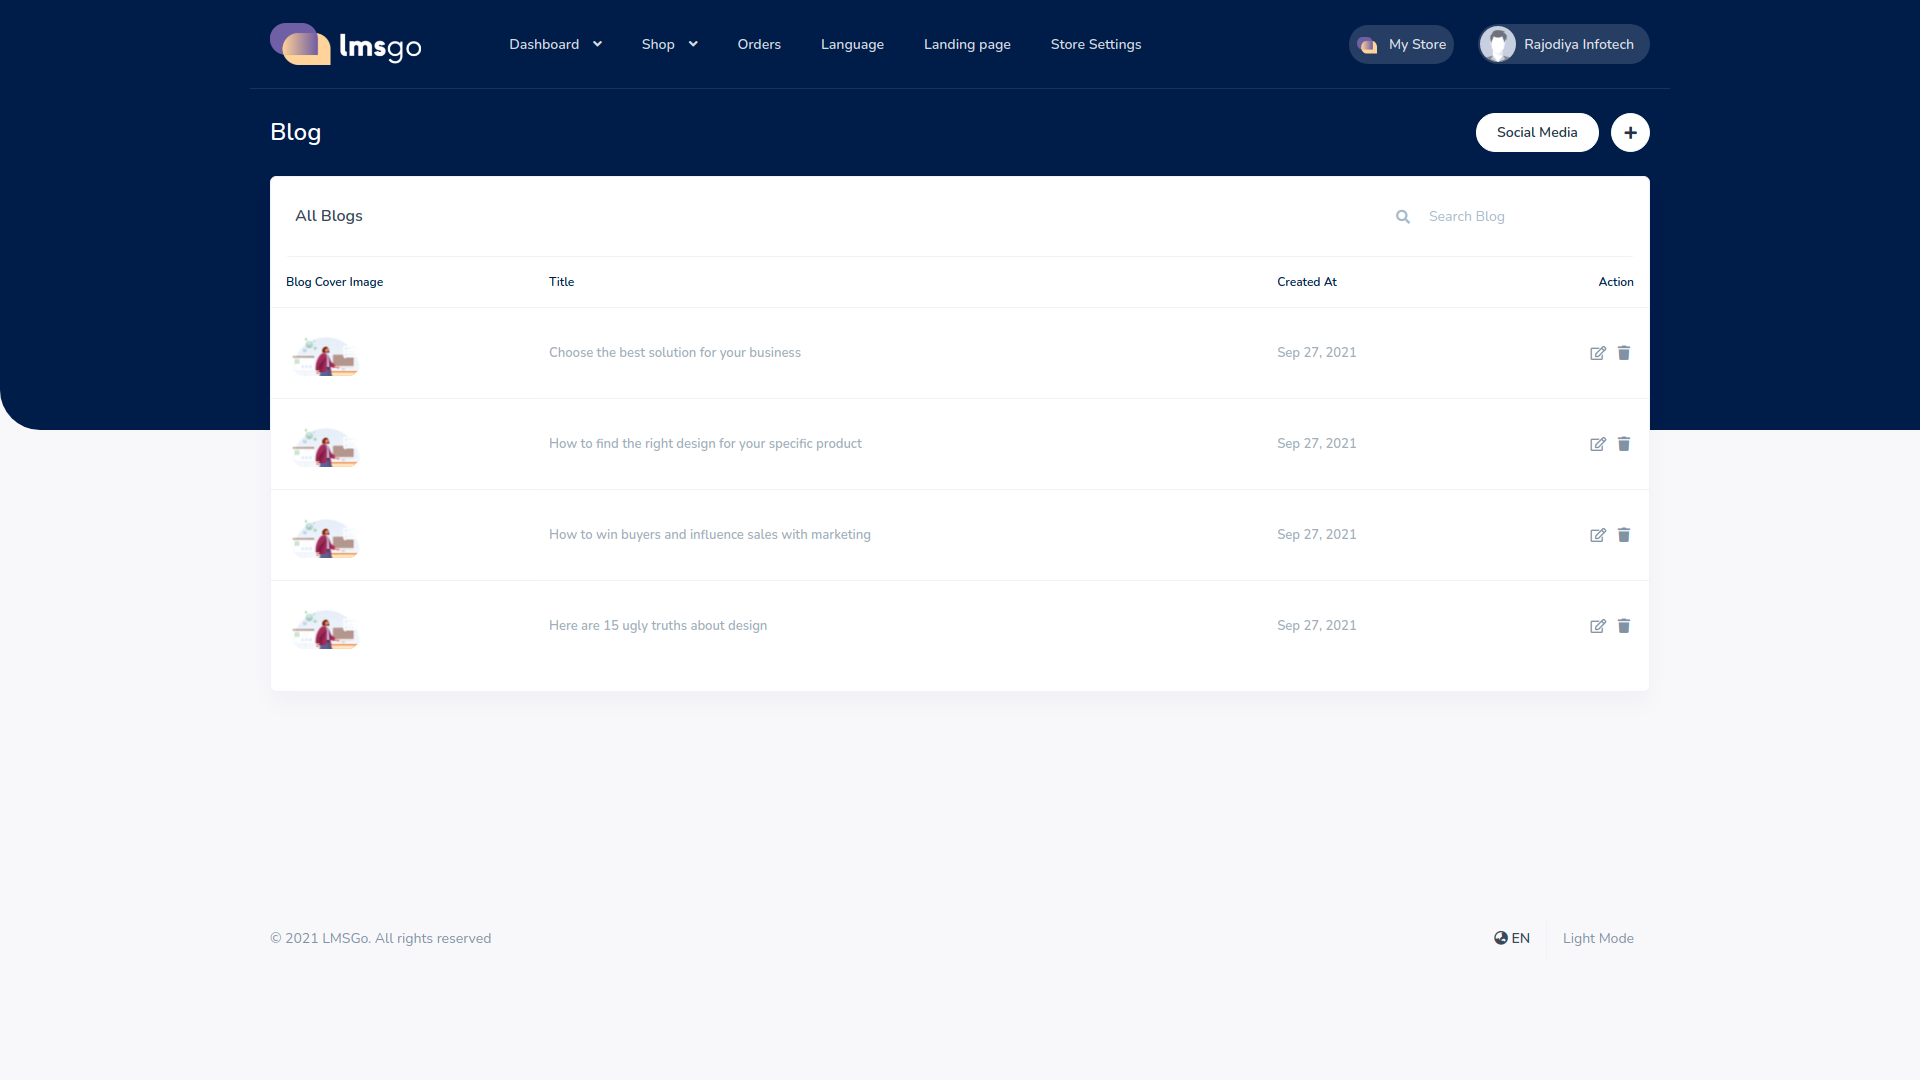 lmsgo Dashboard Shop Orders Language Landing page Store Settings My Store Rajodiya Infotech
Blog Social Media
All Blogs Search Blog
Blog Cover Image Title Created At Action
Choose the best solution for your business Sep 27, 2021
How to find the right design for your specific product Sep 27, 2021
How to win buyers and influence sales with marketing Sep 27, 2021
Here are 15 ugly truths about design Sep 27, 2021
© 2021 LMSGo. All rights reserved EN Light Mode